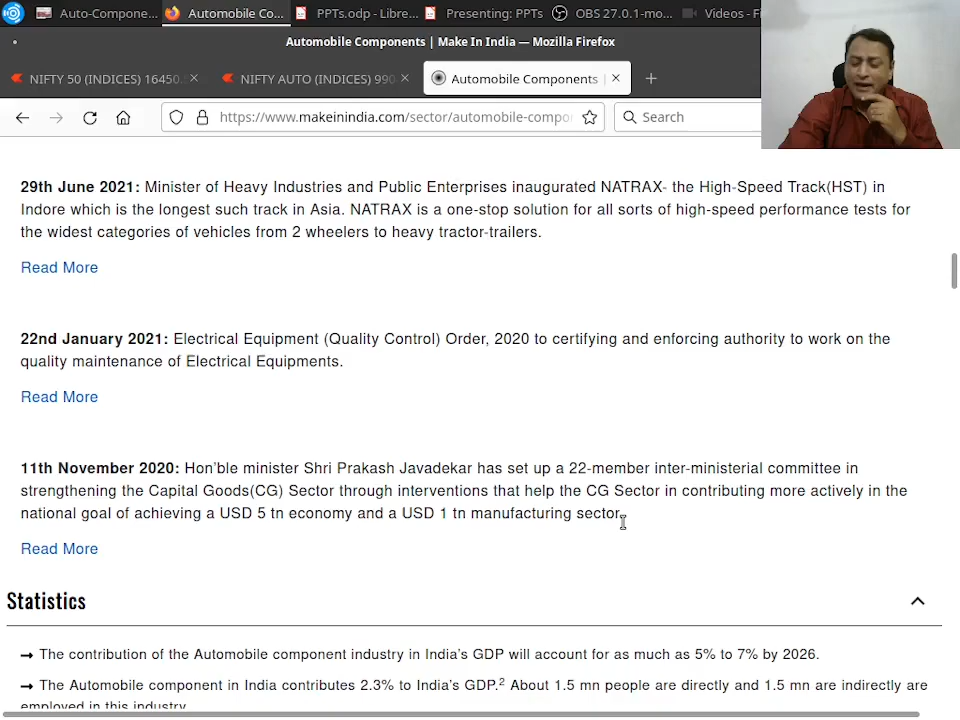 Auto-Compone... Automobile Co... PPTs.odp - Libre... Presenting: PPTs OBS 27.0.1-mo... Videos - Fi
Automobile Components | Make In India — Mozilla Firefox
NIFTY 50 (INDICES) 16450. × NIFTY AUTO (INDICES) 990 × Automobile Components | × +
https://www.makeinindia.com/sector/automobile-compo Search
29th June 2021: Minister of Heavy Industries and Public Enterprises inaugurated NATRAX- the High-Speed Track(HST) in
Indore which is the longest such track in Asia. NATRAX is a one-stop solution for all sorts of high-speed performance tests for
the widest categories of vehicles from 2 wheelers to heavy tractor-trailers.
Read More
22nd January 2021: Electrical Equipment (Quality Control) Order, 2020 to certifying and enforcing authority to work on the
quality maintenance of Electrical Equipments.
Read More
11th November 2020: Hon'ble minister Shri Prakash Javadekar has set up a 22-member inter-ministerial committee in
strengthening the Capital Goods(CG) Sector through interventions that help the CG Sector in contributing more actively in the
national goal of achieving a USD 5 tn economy and a USD 1 tn manufacturing sector.
Read More
Statistics
→ The contribution of the Automobile component industry in India's GDP will account for as much as 5% to 7% by 2026.
→ The Automobile component in India contributes 2.3% to India's GDP.² About 1.5 mn people are directly and 1.5 mn are indirectly are
employed in this industry